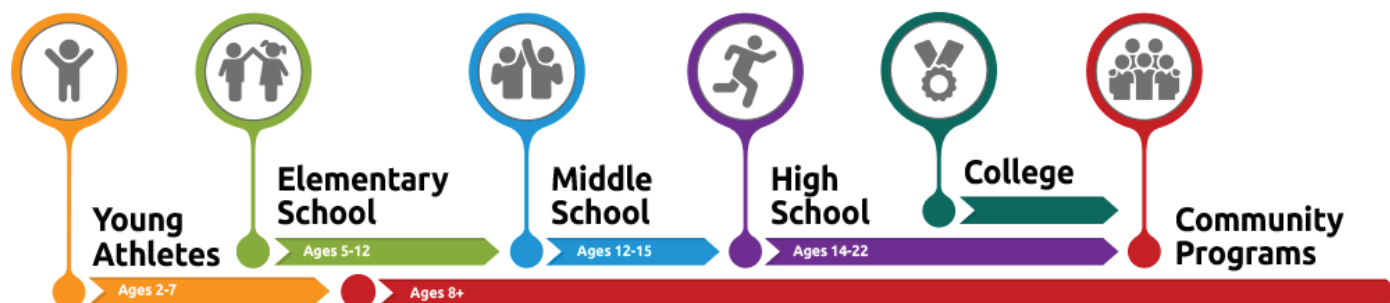 Young
Athletes
Ages 2-7
Elementary
School
Ages 5-12
Middle
School
Ages 12-15
High
School
Ages 14-22
College
Community
Programs
Ages 8+